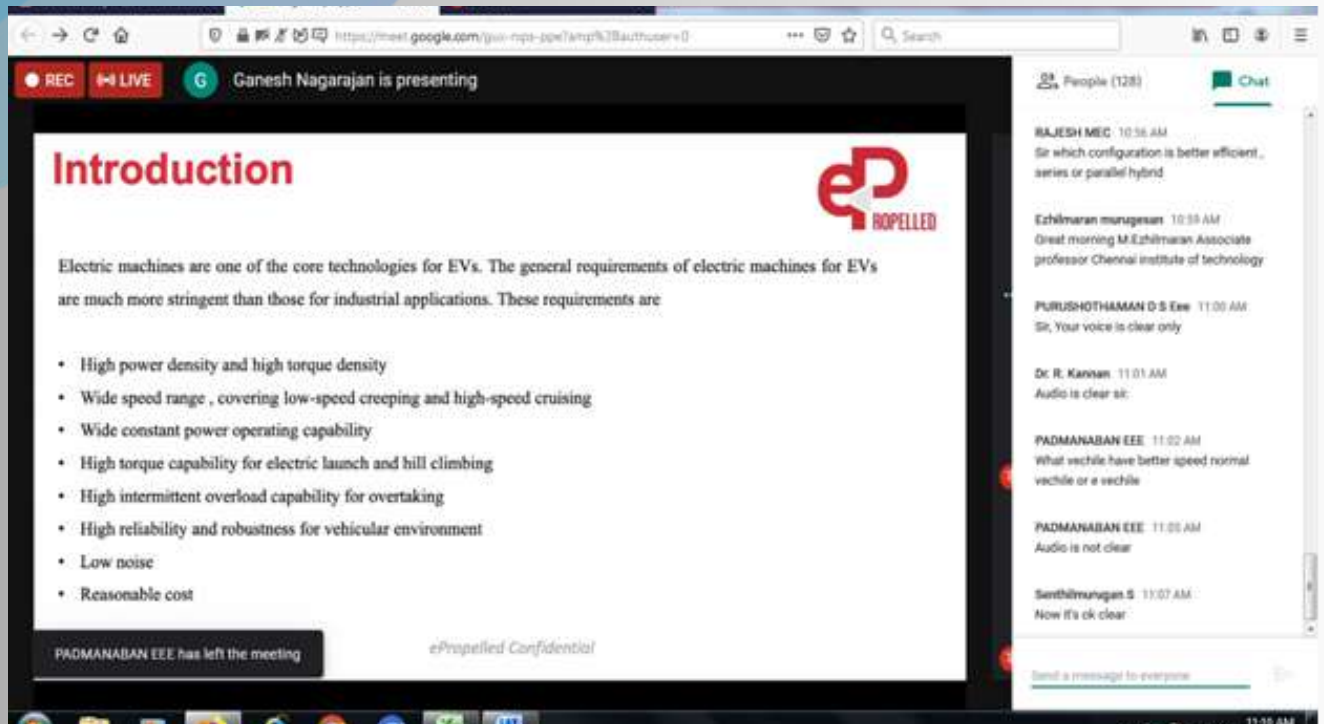 https://meet.google.com/
Search
REC
LIVE
G
Ganesh Nagarajan is presenting
People (128)
Chat
Introduction
eP
ROPELLED
Electric machines are one of the core technologies for EVs. The general requirements of electric machines for EVs
are much more stringent than those for industrial applications. These requirements are
• High power density and high torque density
• Wide speed range , covering low-speed creeping and high-speed cruising
• Wide constant power operating capability
• High torque capability for electric launch and hill climbing
• High intermittent overload capability for overtaking
• High reliability and robustness for vehicular environment
• Low noise
• Reasonable cost
ePropelled Confidential
PADMANABAN EEE has left the meeting
RAJESH MEC 10:56 AM
Sir which configuration is better efficient ,
series or parallel hybrid
Ezhilmaran murugesan 10:59 AM
Great morning M.Ezhilmaran Associate
professor Chennai institute of technology
PURUSHOTHAMAN D S Eee 11:00 AM
Sir, Your voice is clear only
Dr. R. Kannan 11:01 AM
Audio is clear sir.
PADMANABAN EEE 11:02 AM
What vechile have better speed normal
vechile or e vechile
PADMANABAN EEE 11:05 AM
Audio is not clear
Senthilmurugan S 11:07 AM
Now it's ok clear
Send a message to everyone